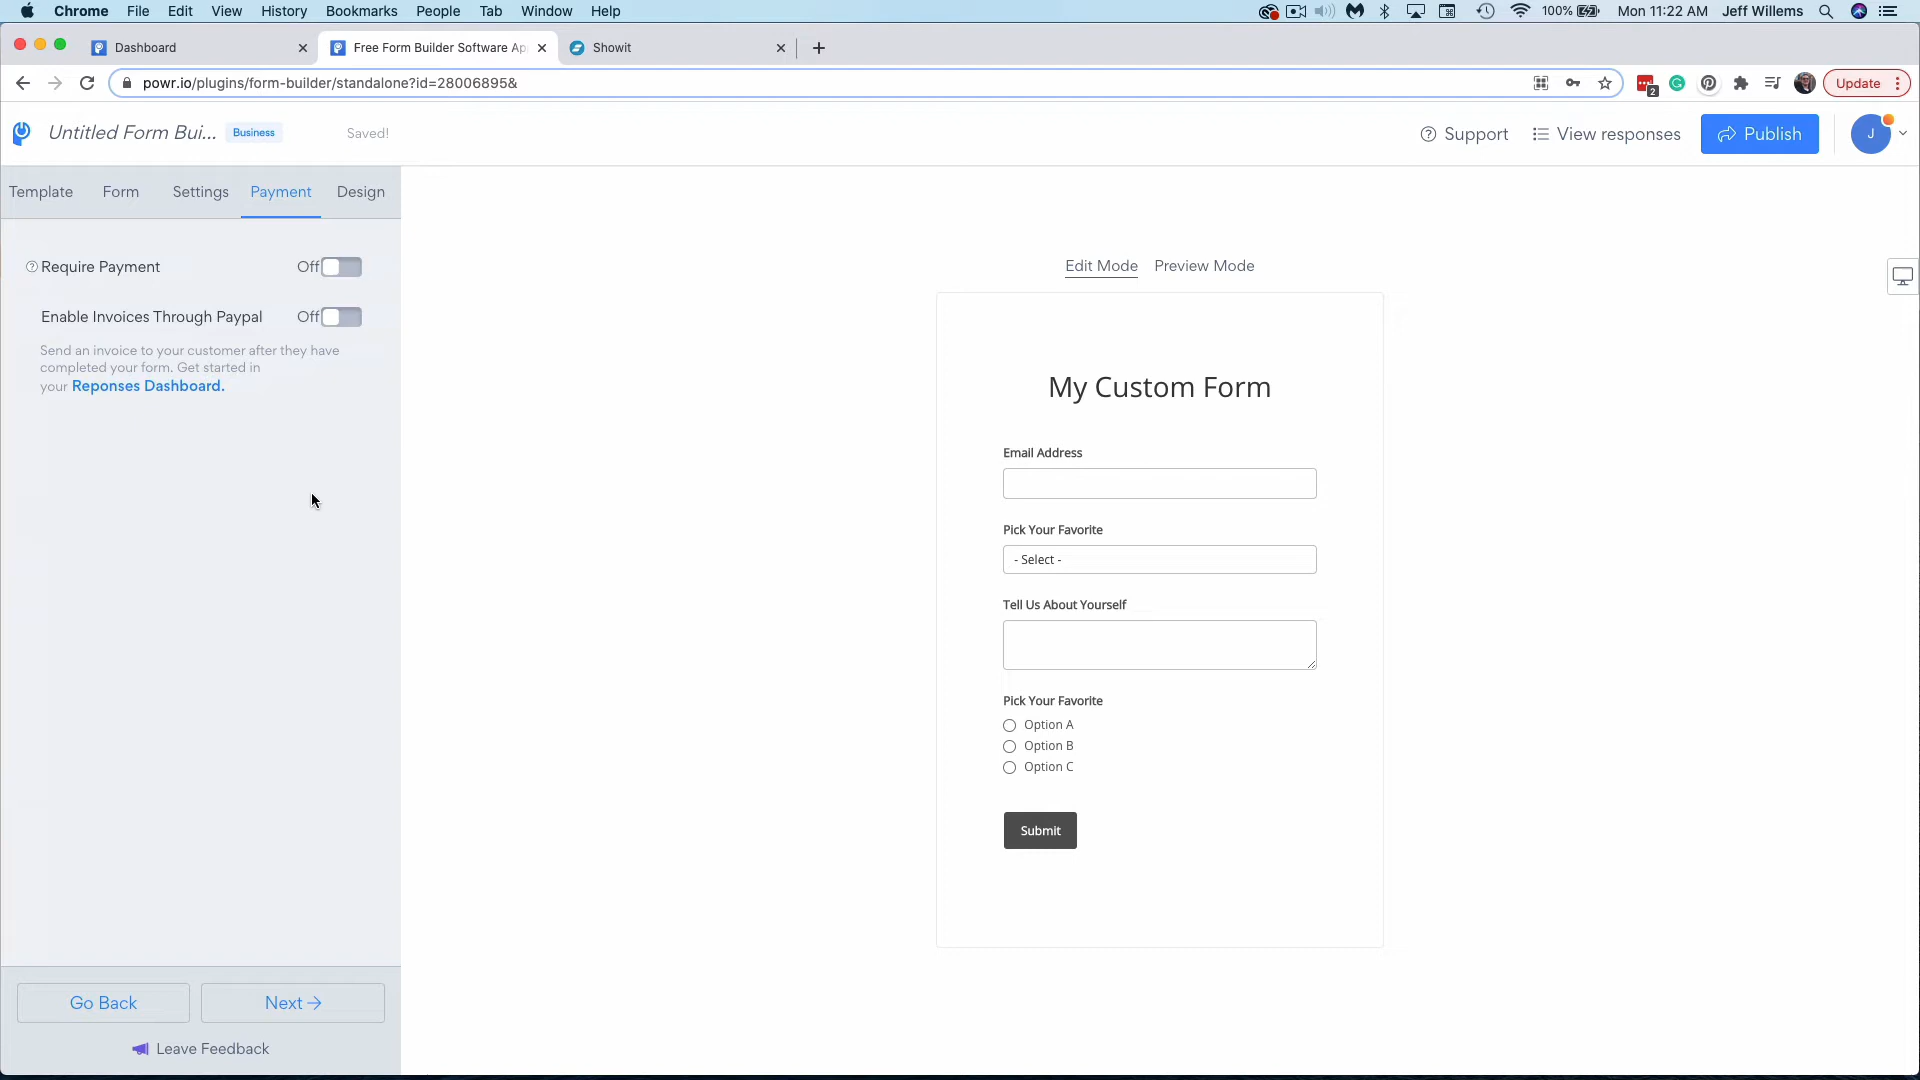 Chrome File Edit View History Bookmarks People Tab Window Help 100% Mon 11:22 AM Jeff Willems
Dashboard Free Form Builder Software Ap Showit
powr.io/plugins/form-builder/standalone?id=28006895& 2 Update
Untitled Form Bui... Business Saved! Support View responses Publish J
Template Form Settings Payment Design
Require Payment Off
Enable Invoices Through Paypal Off
Send an invoice to your customer after they have
completed your form. Get started in
your Reponses Dashboard.
Go Back Next
Leave Feedback
Edit Mode Preview Mode
My Custom Form
Email Address
Pick Your Favorite
- Select -
Tell Us About Yourself
Pick Your Favorite
Option A
Option B
Option C
Submit